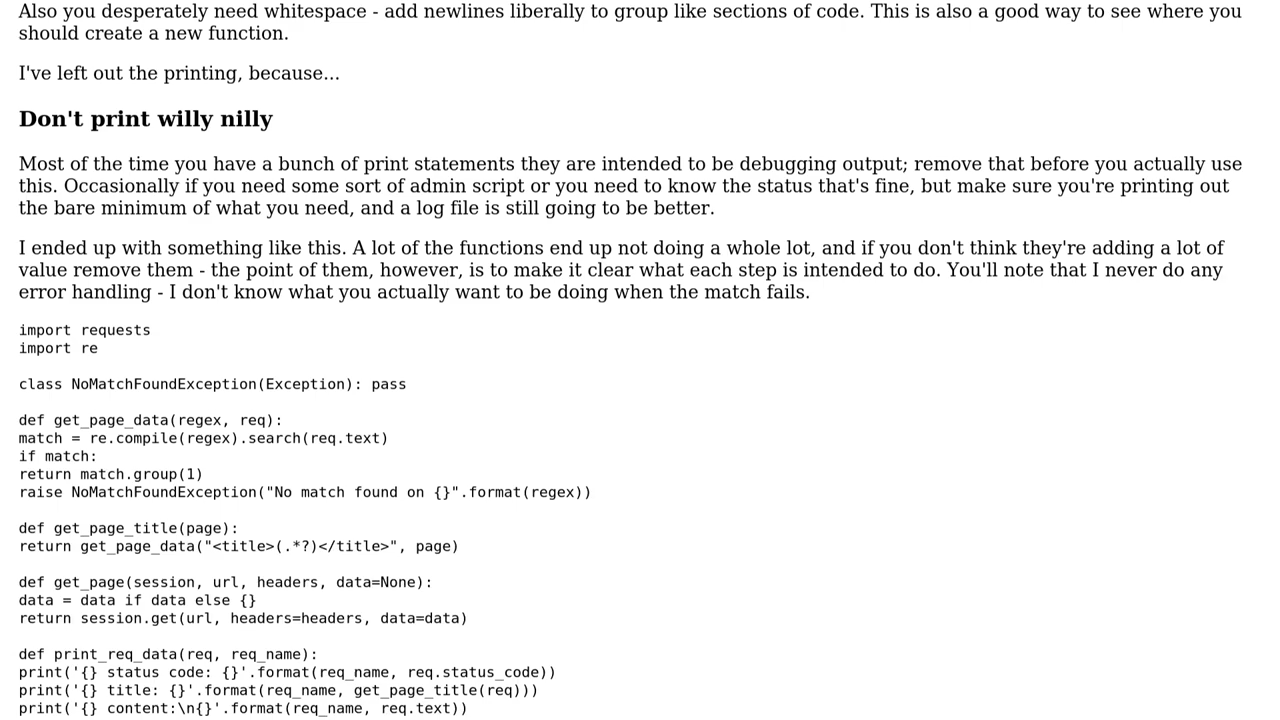 Also you desperately need whitespace - add newlines liberally to group like sections of code. This is also a good way to see where you
should create a new function.
I've left out the printing, because...
Don't print willy nilly
Most of the time you have a bunch of print statements they are intended to be debugging output; remove that before you actually use
this. Occasionally if you need some sort of admin script or you need to know the status that's fine, but make sure you're printing out
the bare minimum of what you need, and a log file is still going to be better.
I ended up with something like this. A lot of the functions end up not doing a whole lot, and if you don't think they're adding a lot of
value remove them - the point of them, however, is to make it clear what each step is intended to do. You'll note that I never do any
error handling - I don't know what you actually want to be doing when the match fails.
import requests
import re
class NoMatchFoundException(Exception): pass
def get_page_data(regex, req):
match = re.compile(regex).search(req.text)
if match:
return match.group(1)
raise NoMatchFoundException("No match found on {}".format(regex))
def get_page_title(page):
return get_page_data("<title>(.*?)</title>", page)
def get_page(session, url, headers, data=None):
data = data if data else {}
return session.get(url, headers=headers, data=data)
def print_req_data(req, req_name):
print('{} status code: {}'.format(req_name, req.status_code))
print('{} title: {}'.format(req_name, get_page_title(req)))
print('{} content:\n{}'.format(req_name, req.text))